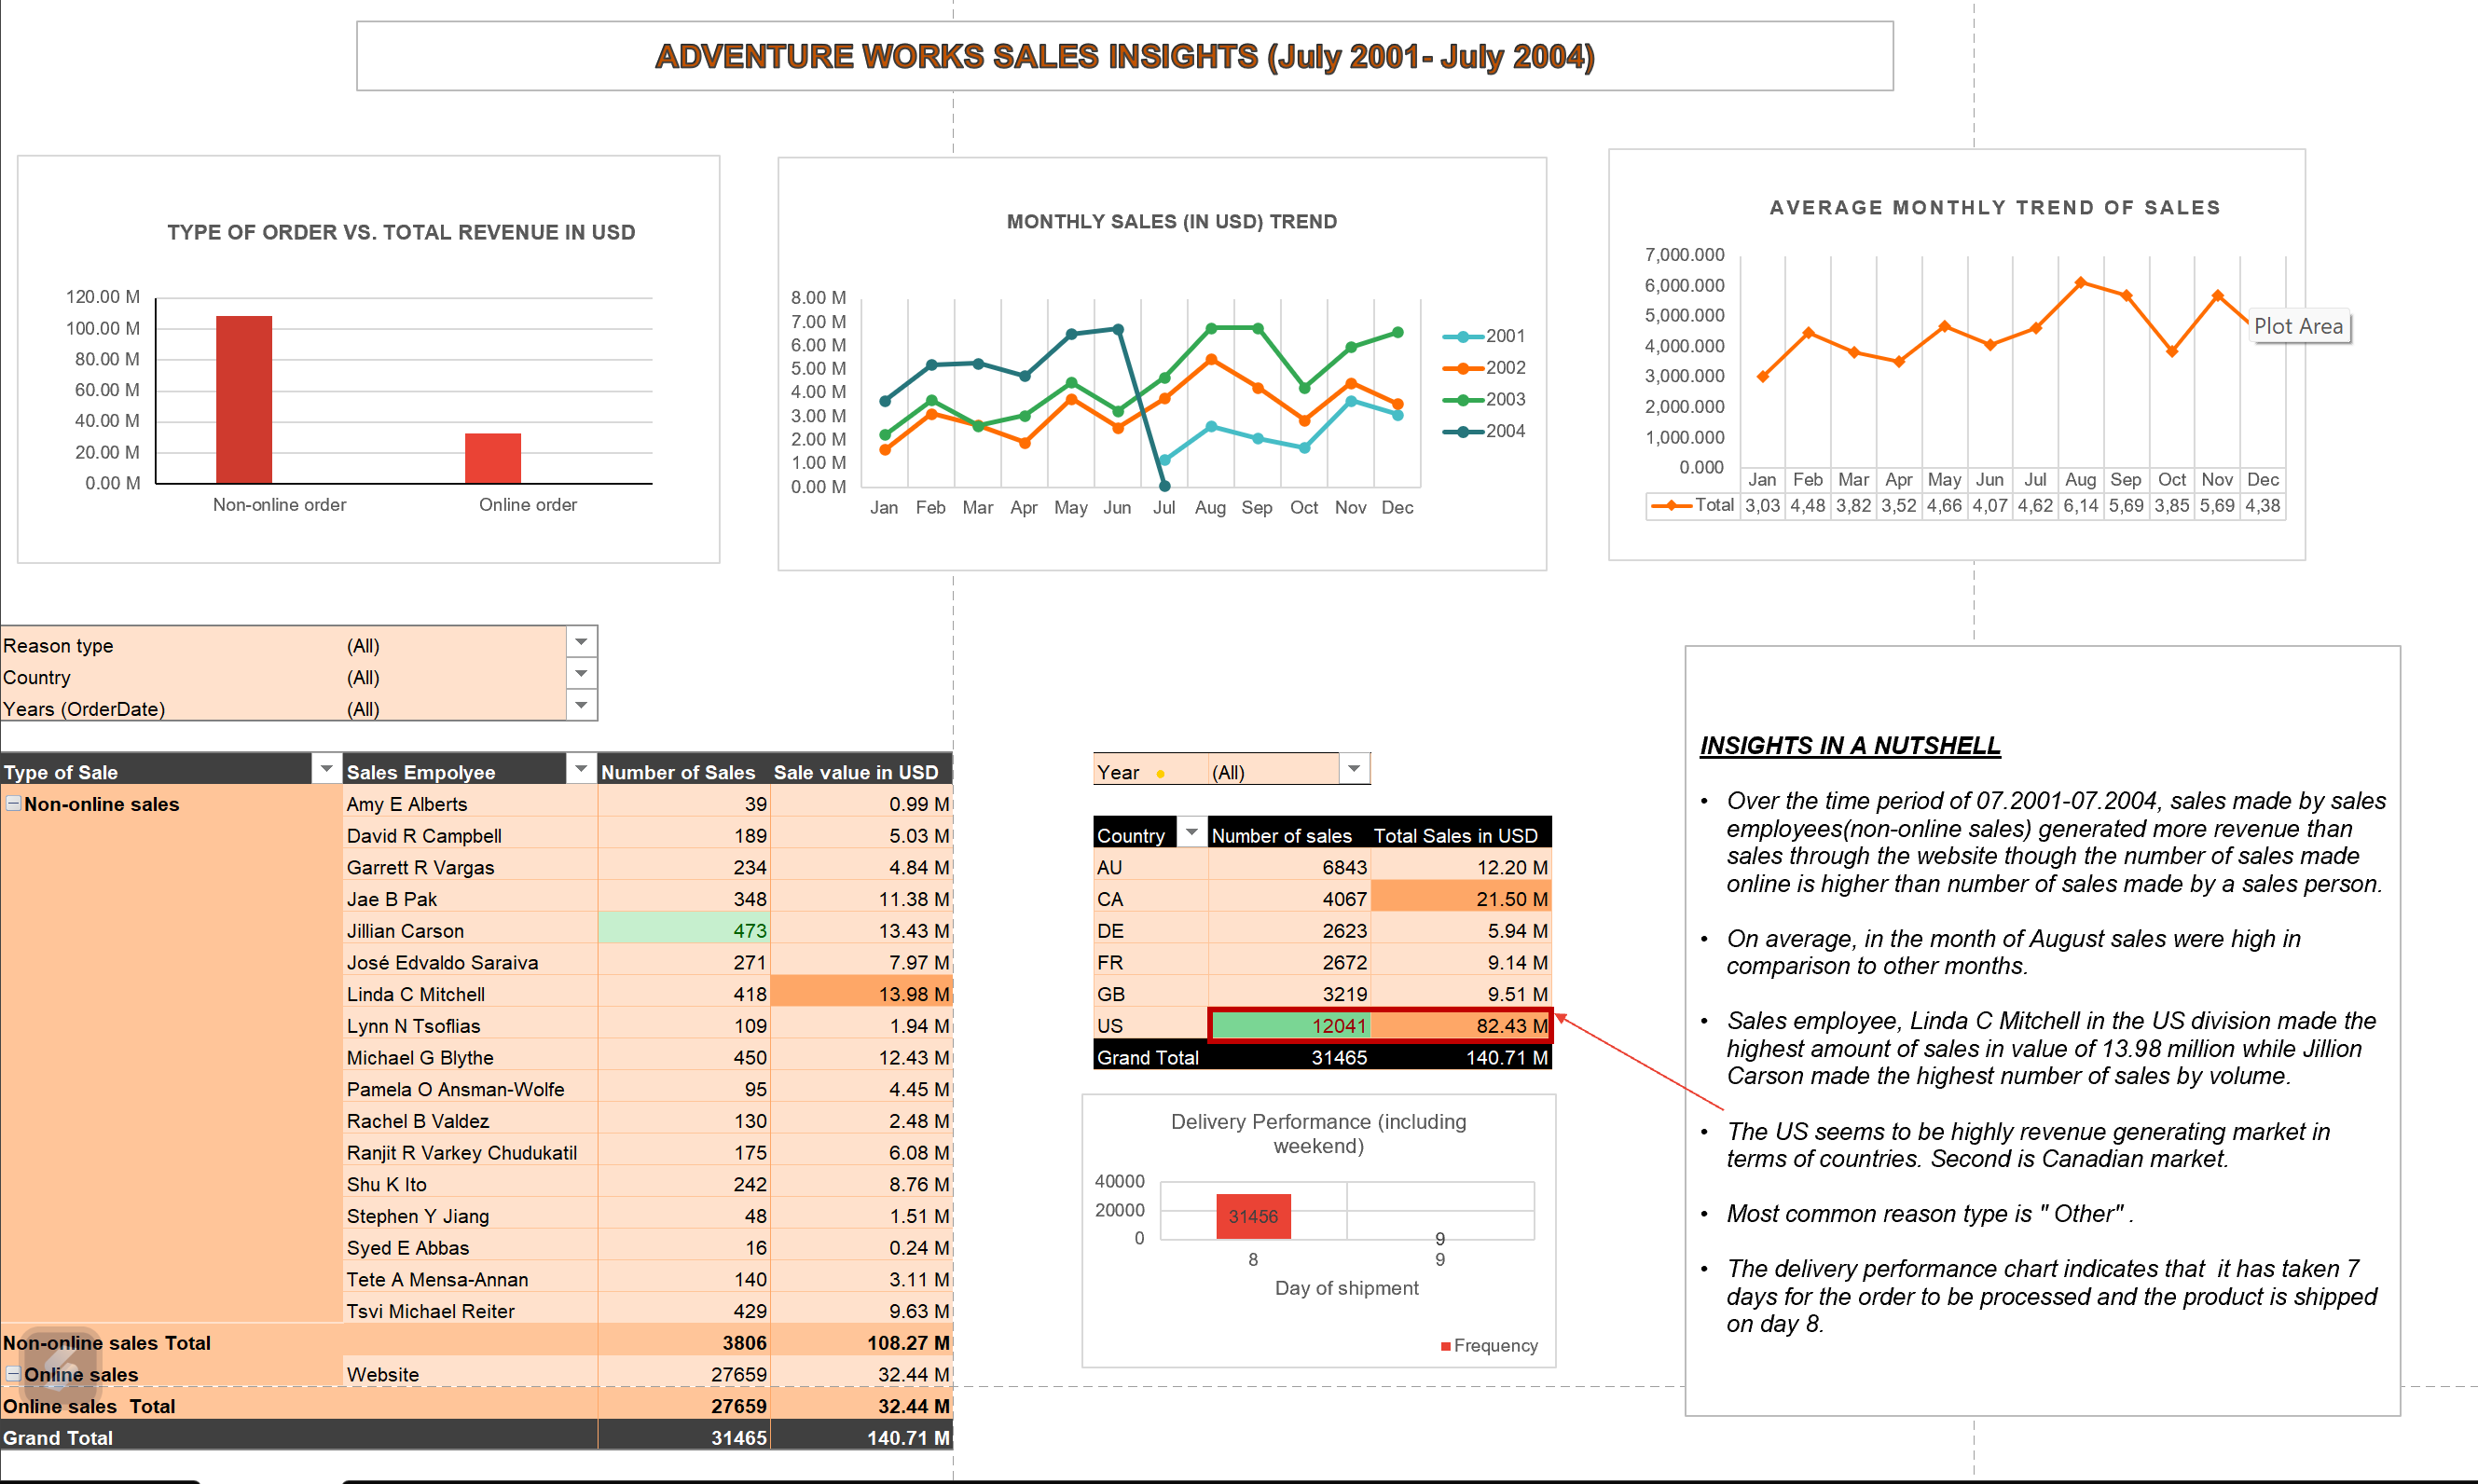 ADVENTURE WORKS SALES INSIGHTS (July 2001- July 2004)
TYPE OF ORDER VS. TOTAL REVENUE IN USD
120.00 M
100.00 M
80.00 M
60.00 M
40.00 M
20.00 M
0.00 M
Non-online order Online order
MONTHLY SALES (IN USD) TREND
8.00 M
7.00 M
6.00 M
5.00 M
4.00 M
3.00 M
2.00 M
1.00 M
0.00 M
Jan Feb Mar Apr May Jun Jul Aug Sep Oct Nov Dec
2001
2002
2003
2004
AVERAGE MONTHLY TREND OF SALES
7,000.000
6,000.000
5,000.000
4,000.000
3,000.000
2,000.000
1,000.000
0.000
Plot Area
Jan Feb Mar Apr May Jun Jul Aug Sep Oct Nov Dec
Total 3,03 4,48 3,82 3,52 4,66 4,07 4,62 6,14 5,69 3,85 5,69 4,38
Reason type (All)
Country (All)
Years (OrderDate) (All)
Type of Sale Sales Empolyee Number of Sales Sale value in USD
Non-online sales Amy E Alberts 39 0.99 M
David R Campbell 189 5.03 M
Garrett R Vargas 234 4.84 M
Jae B Pak 348 11.38 M
Jillian Carson 473 13.43 M
José Edvaldo Saraiva 271 7.97 M
Linda C Mitchell 418 13.98 M
Lynn N Tsoflias 109 1.94 M
Michael G Blythe 450 12.43 M
Pamela O Ansman-Wolfe 95 4.45 M
Rachel B Valdez 130 2.48 M
Ranjit R Varkey Chudukatil 175 6.08 M
Shu K Ito 242 8.76 M
Stephen Y Jiang 48 1.51 M
Syed E Abbas 16 0.24 M
Tete A Mensa-Annan 140 3.11 M
Tsvi Michael Reiter 429 9.63 M
Non-online sales Total 3806 108.27 M
Online sales Website 27659 32.44 M
Online sales Total 27659 32.44 M
Grand Total 31465 140.71 M
Year (All)
Country Number of sales Total Sales in USD
AU 6843 12.20 M
CA 4067 21.50 M
DE 2623 5.94 M
FR 2672 9.14 M
GB 3219 9.51 M
US 12041 82.43 M
Grand Total 31465 140.71 M
Delivery Performance (including
weekend)
40000
20000
0
31456
9
8 9
Day of shipment
Frequency
INSIGHTS IN A NUTSHELL
• Over the time period of 07.2001-07.2004, sales made by sales
employees(non-online sales) generated more revenue than
sales through the website though the number of sales made
online is higher than number of sales made by a sales person.
• On average, in the month of August sales were high in
comparison to other months.
• Sales employee, Linda C Mitchell in the US division made the
highest amount of sales in value of 13.98 million while Jillion
Carson made the highest number of sales by volume.
• The US seems to be highly revenue generating market in
terms of countries. Second is Canadian market.
• Most common reason type is " Other" .
• The delivery performance chart indicates that it has taken 7
days for the order to be processed and the product is shipped
on day 8.